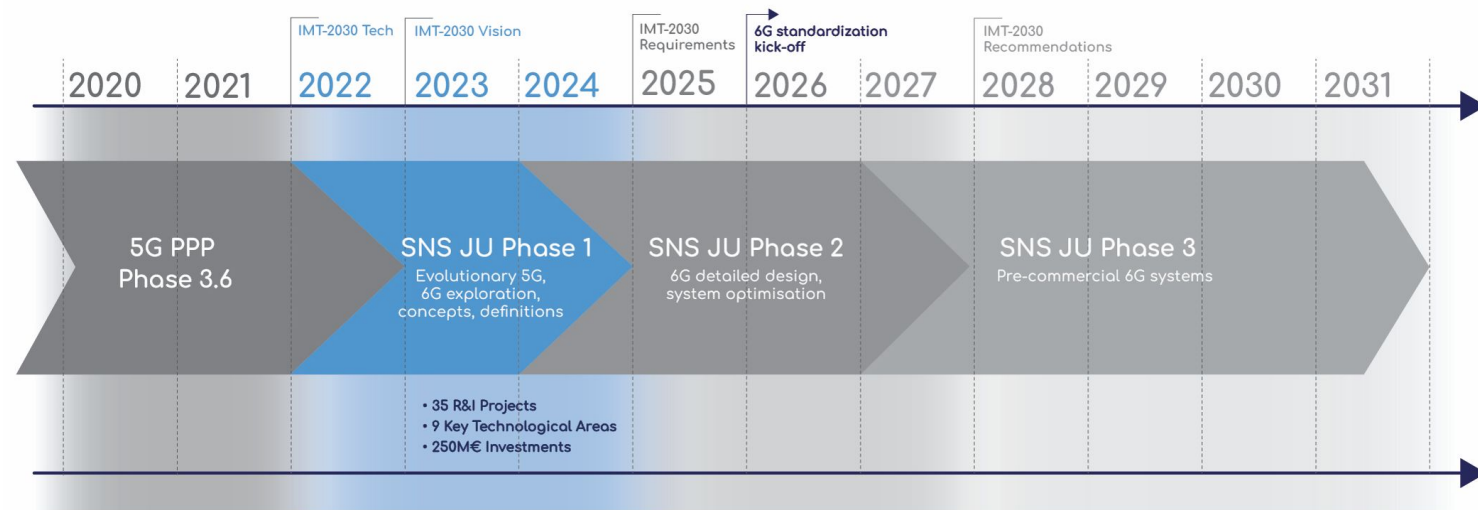 IMT-2030 Tech
IMT-2030 Vision
IMT-2030
Requirements
6G standardization
kick-off
IMT-2030
Recommendations
2020
2021
2022
2023
2024
2025
2026
2027
2028
2029
2030
2031
5G PPP
Phase 3.6
SNS JU Phase 1
Evolutionary 5G,
6G exploration,
concepts, definitions
SNS JU Phase 2
6G detailed design,
system optimisation
SNS JU Phase 3
Pre-commercial 6G systems
• 35 R&I Projects
• 9 Key Technological Areas
• 250M€ Investments